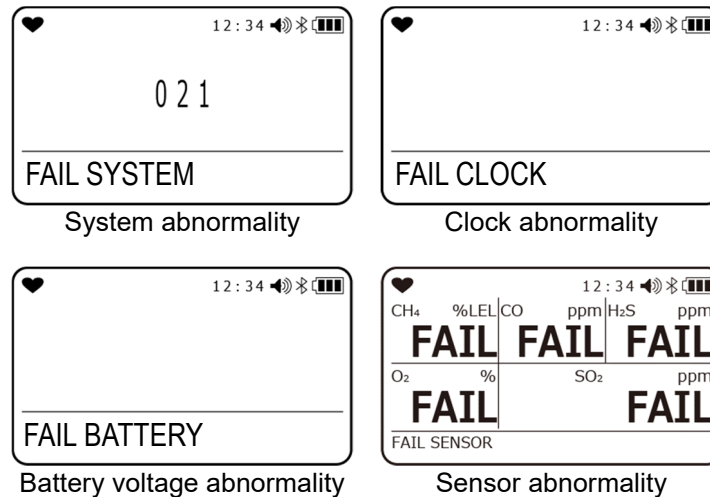 12:34
021
FAIL SYSTEM
System abnormality
12:34
FAIL CLOCK
Clock abnormality
12:34
FAIL BATTERY
Battery voltage abnormality
12:34
CH₄ %LEL CO ppm H₂S ppm
FAIL FAIL FAIL
O₂ % SO₂ ppm
FAIL FAIL
FAIL SENSOR
Sensor abnormality